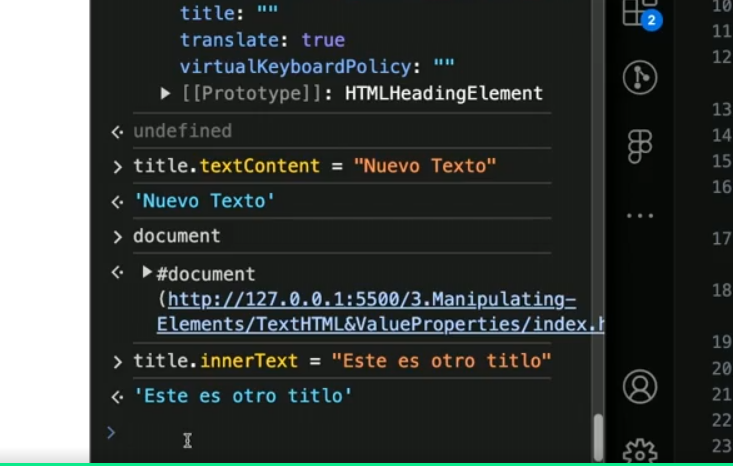 title: ""
translate: true
virtualKeyboardPolicy: ""
▶ [[Prototype]]: HTMLHeadingElement
undefined
title.textContent = "Nuevo Texto"
'Nuevo Texto'
document
▶ #document
(http://127.0.0.1:5500/3.Manipulating-
Elements/TextHTML&ValueProperties/index.h
title.innerText = "Este es otro titlo"
'Este es otro titlo'
2
10
11
12
13
14
15
16
17
18
19
20
21
22
23